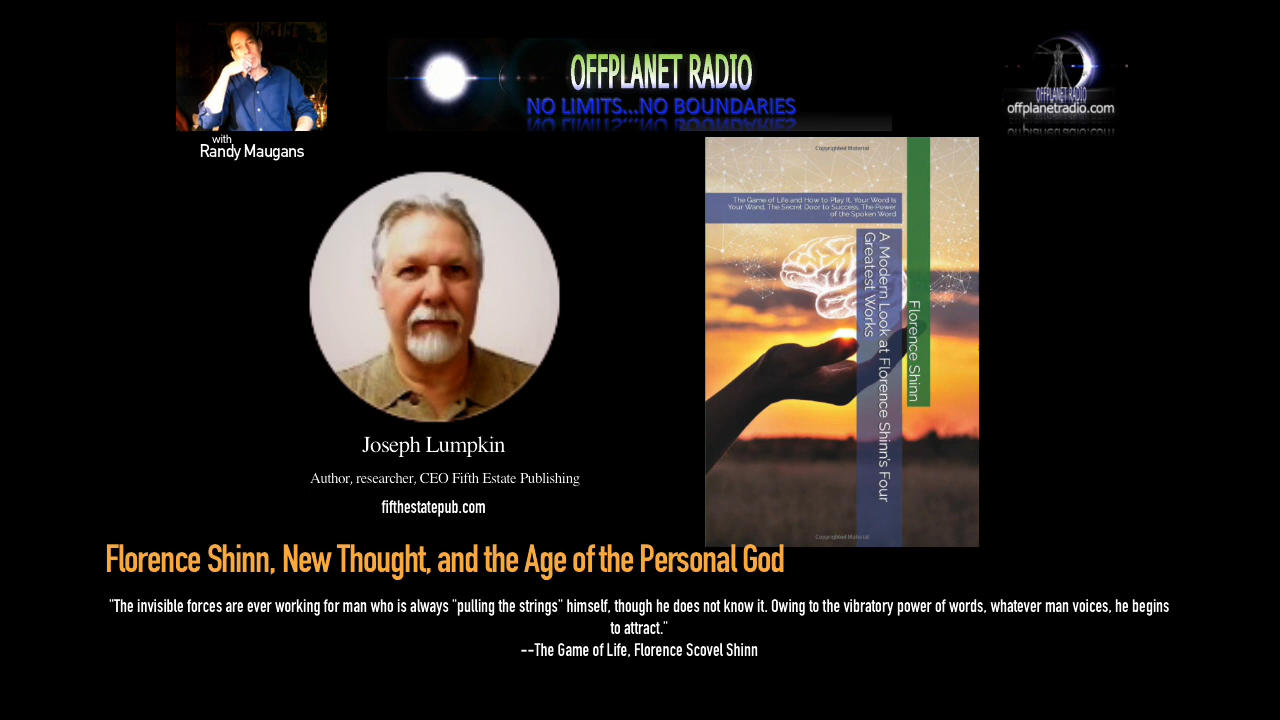 OFFPLANET RADIO
NO LIMITS...NO BOUNDARIES
OFFPLANET RADIO
offplanetradio.com
with
Randy Maugans
Copyrighted Material
The Game of Life and How to Play It, Your Word Is
Your Wand, The Secret Door to Success, The Power
of the Spoken Word
Florence Shinn
A Modern Look at Florence Shinn's Four
Greatest Works
Copyrighted Material
Joseph Lumpkin
Author, researcher, CEO Fifth Estate Publishing
fifthestatepub.com
Florence Shinn, New Thought, and the Age of the Personal God
"The invisible forces are ever working for man who is always "pulling the strings" himself, though he does not know it. Owing to the vibratory power of words, whatever man voices, he begins
to attract."
--The Game of Life, Florence Scovel Shinn